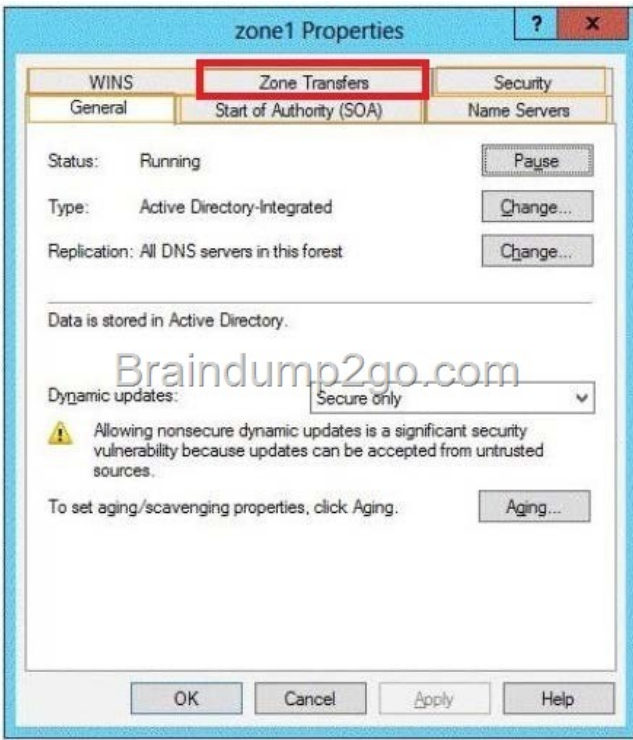 zone1 Properties
? x
WINS Zone Transfers Security
General Start of Authority (SOA) Name Servers
Status: Running Pause
Type: Active Directory-Integrated Change...
Replication: All DNS servers in this forest Change...
Data is stored in Active Directory.
Braindump2go.com
Dynamic updates: Secure only
Allowing nonsecure dynamic updates is a significant security
vulnerability because updates can be accepted from untrusted
sources.
To set aging/scavenging properties, click Aging. Aging...
OK Cancel Apply Help